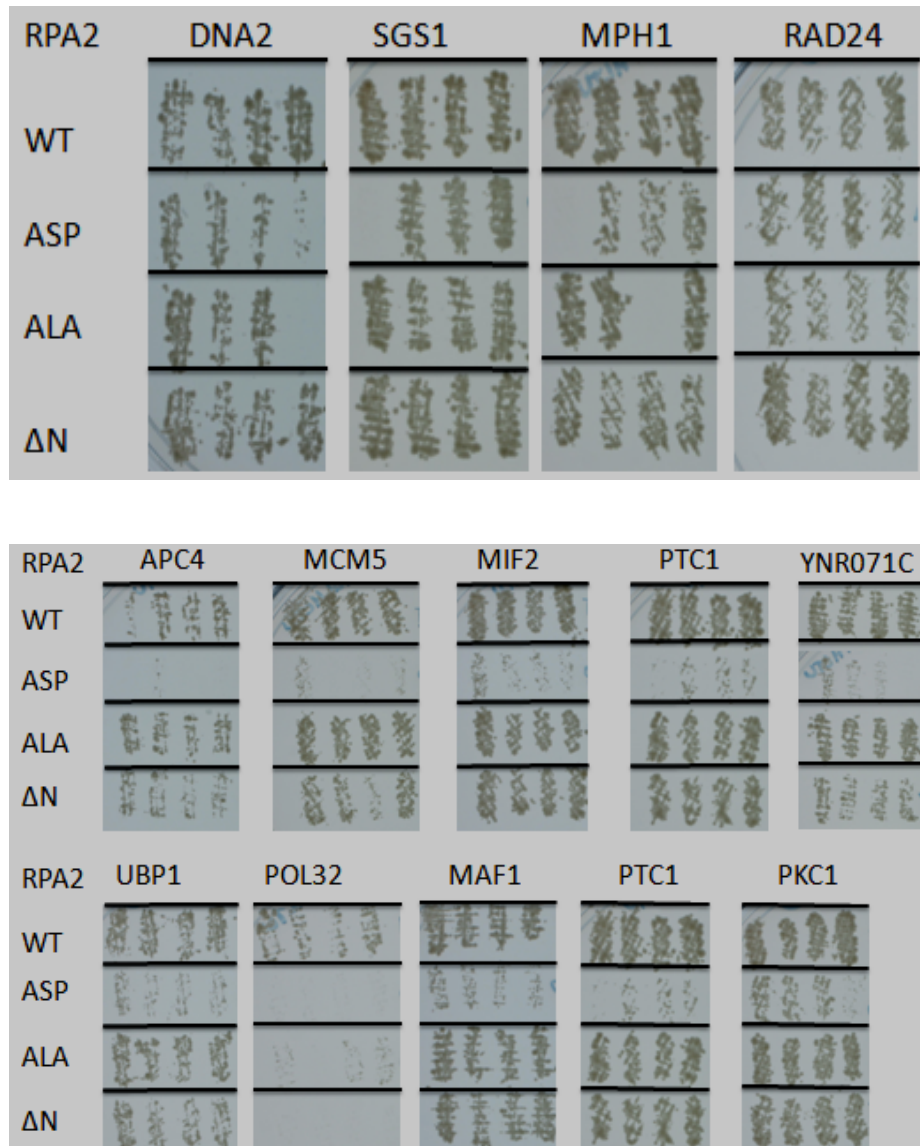 RPA2 DNA2 SGS1 MPH1 RAD24
WT
ASP
ALA
ΔN
RPA2 APC4 MCM5 MIF2 PTC1 YNR071C
WT
ASP
ALA
ΔN
RPA2 UBP1 POL32 MAF1 PTC1 PKC1
WT
ASP
ALA
ΔN